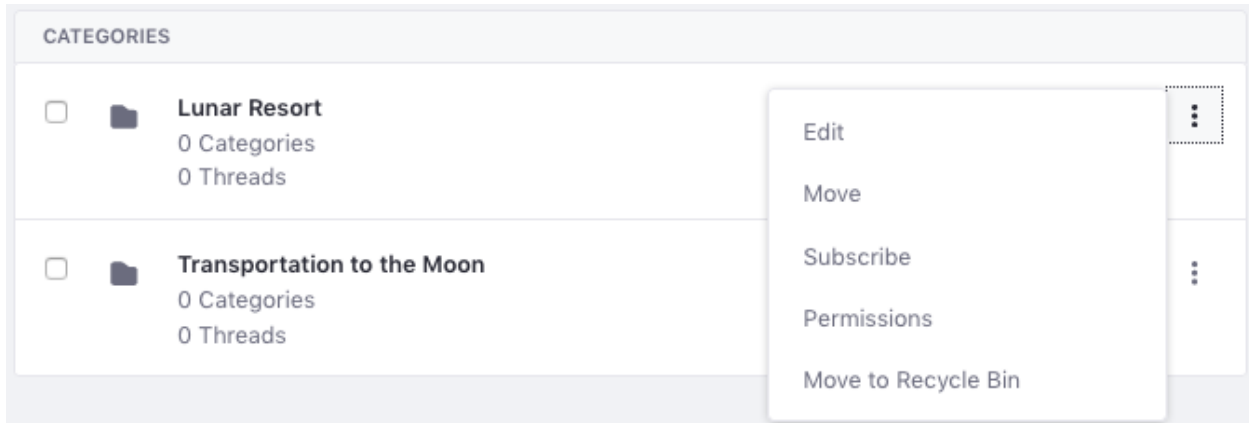 CATEGORIES
Lunar Resort
0 Categories
0 Threads
Transportation to the Moon
0 Categories
0 Threads
Edit
Move
Subscribe
Permissions
Move to Recycle Bin